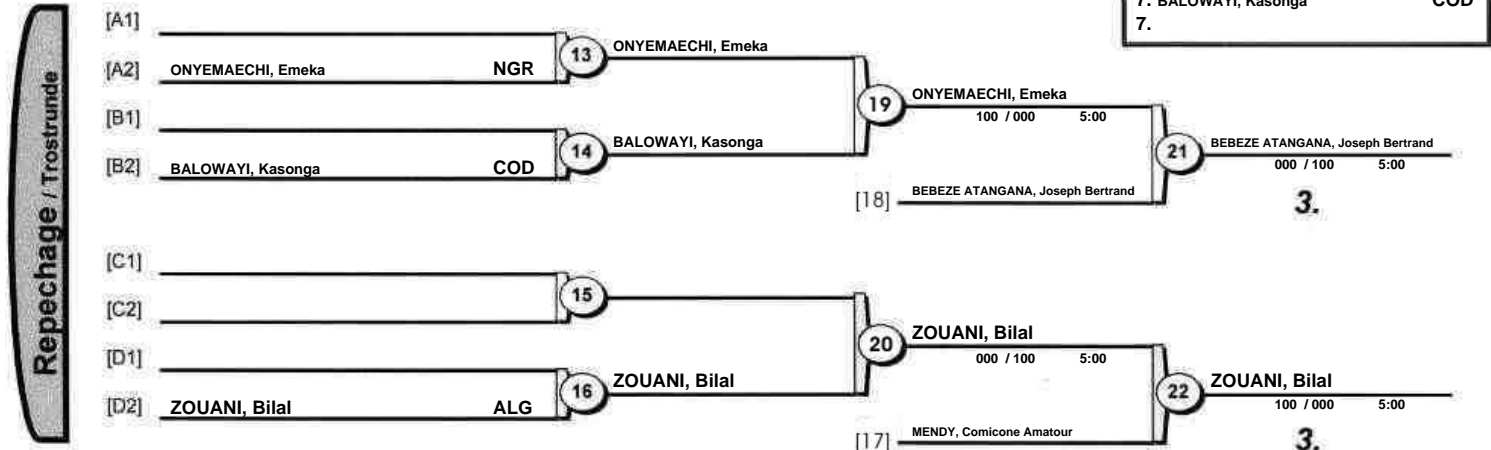 7. BALOWAYI, Kasonga COD
7.
Repechage / Trostrunde
[A1]
[A2] ONYEMAECHI, Emeka NGR
13 ONYEMAECHI, Emeka
[B1]
[B2] BALOWAYI, Kasonga COD
14 BALOWAYI, Kasonga
19 ONYEMAECHI, Emeka
100 / 000 5:00
[18] BEBEZE ATANGANA, Joseph Bertrand
21 BEBEZE ATANGANA, Joseph Bertrand
000 / 100 5:00
3.
[C1]
[C2]
15
[D1]
[D2] ZOUANI, Bilal ALG
16 ZOUANI, Bilal
20 ZOUANI, Bilal
000 / 100 5:00
[17] MENDY, Comicone Amatour
22 ZOUANI, Bilal
100 / 000 5:00
3.